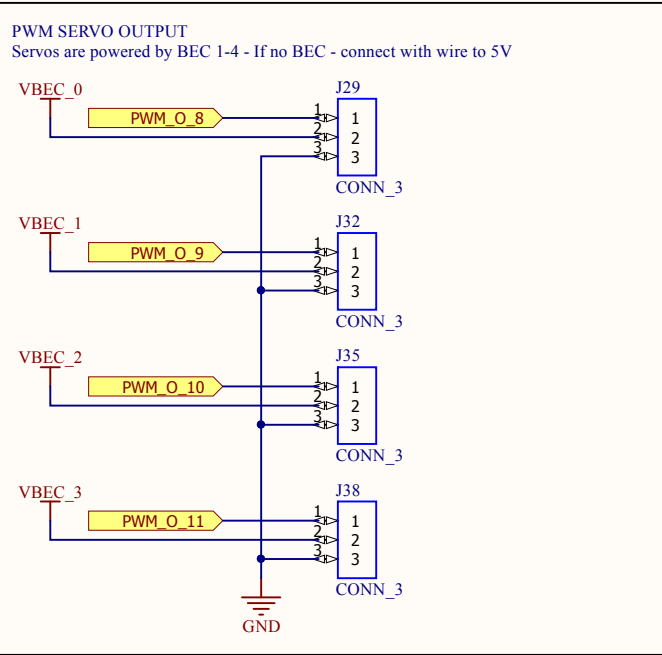 PWM SERVO OUTPUT
Servos are powered by BEC 1-4 - If no BEC - connect with wire to 5V
VBEC_0
J29
PWM_O_8
1 1
2 2
3 3
CONN_3
VBEC_1
J32
PWM_O_9
1 1
2 2
3 3
CONN_3
VBEC_2
J35
PWM_O_10
1 1
2 2
3 3
CONN_3
VBEC_3
J38
PWM_O_11
1 1
2 2
3 3
CONN_3
GND